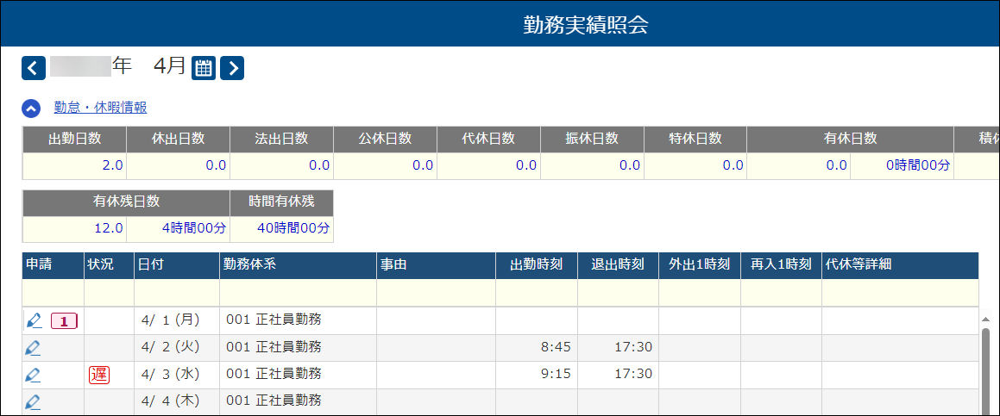 勤務実績照会
年 4月
勤怠・休暇情報
出勤日数 休出日数 法出日数 公休日数 代休日数 振休日数 特休日数 有休日数 積休
2.0 0.0 0.0 0.0 0.0 0.0 0.0 0.0 0時間00分
有休残日数 時間有休残
12.0 4時間00分 40時間00分
申請 状況 日付 勤務体系 事由 出勤時刻 退出時刻 外出1時刻 再入1時刻 代休等詳細
1 4/ 1 (月) 001 正社員勤務
4/ 2 (火) 001 正社員勤務 8:45 17:30
遅 4/ 3 (水) 001 正社員勤務 9:15 17:30
4/ 4 (木) 001 正社員勤務